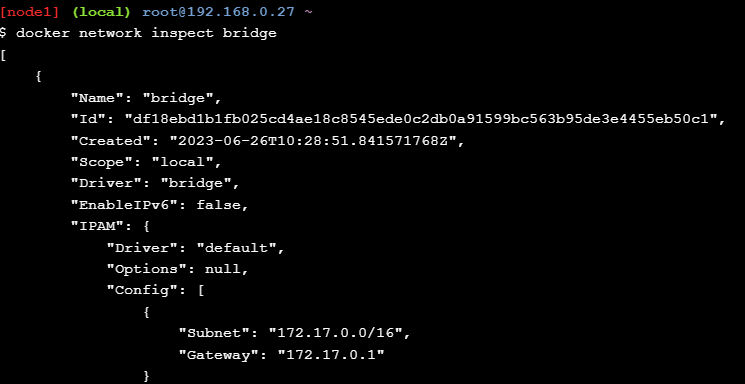 [node1] (local) root@192.168.0.27 ~
$ docker network inspect bridge
[
    {
        "Name": "bridge",
        "Id": "df18ebd1b1fb025cd4ae18c8545ede0c2db0a91599bc563b95de3e4455eb50c1",
        "Created": "2023-06-26T10:28:51.841571768Z",
        "Scope": "local",
        "Driver": "bridge",
        "EnableIPv6": false,
        "IPAM": {
            "Driver": "default",
            "Options": null,
            "Config": [
                {
                    "Subnet": "172.17.0.0/16",
                    "Gateway": "172.17.0.1"
                }